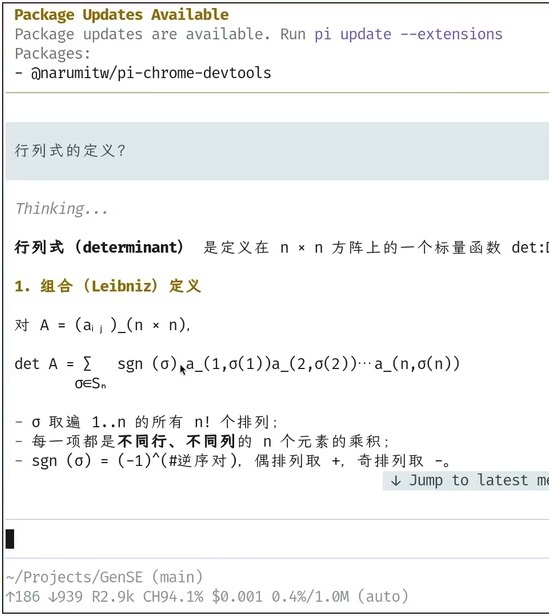 Package Updates Available
Package updates are available. Run pi update --extensions
Packages:
- @narumitw/pi-chrome-devtools
行列式的定义？
Thinking...
行列式 (determinant) 是定义在 n × n 方阵上的一个标量函数 det:
1. 组合 (Leibniz) 定义
对 A = (aᵢ ⱼ )_(n × n),
det A = ∑ sgn (σ) a_(1,σ(1))a_(2,σ(2))⋯a_(n,σ(n))
σ∈Sₙ
- σ 取遍 1..n 的所有 n! 个排列；
- 每一项都是不同行、不同列的 n 个元素的乘积；
- sgn (σ) = (-1)^(#逆序对), 偶排列取 +, 奇排列取 -。
↓ Jump to latest me
~/Projects/GenSE (main)
↑186 ↓939 R2.9k CH94.1% $0.001 0.4%/1.0M (auto)